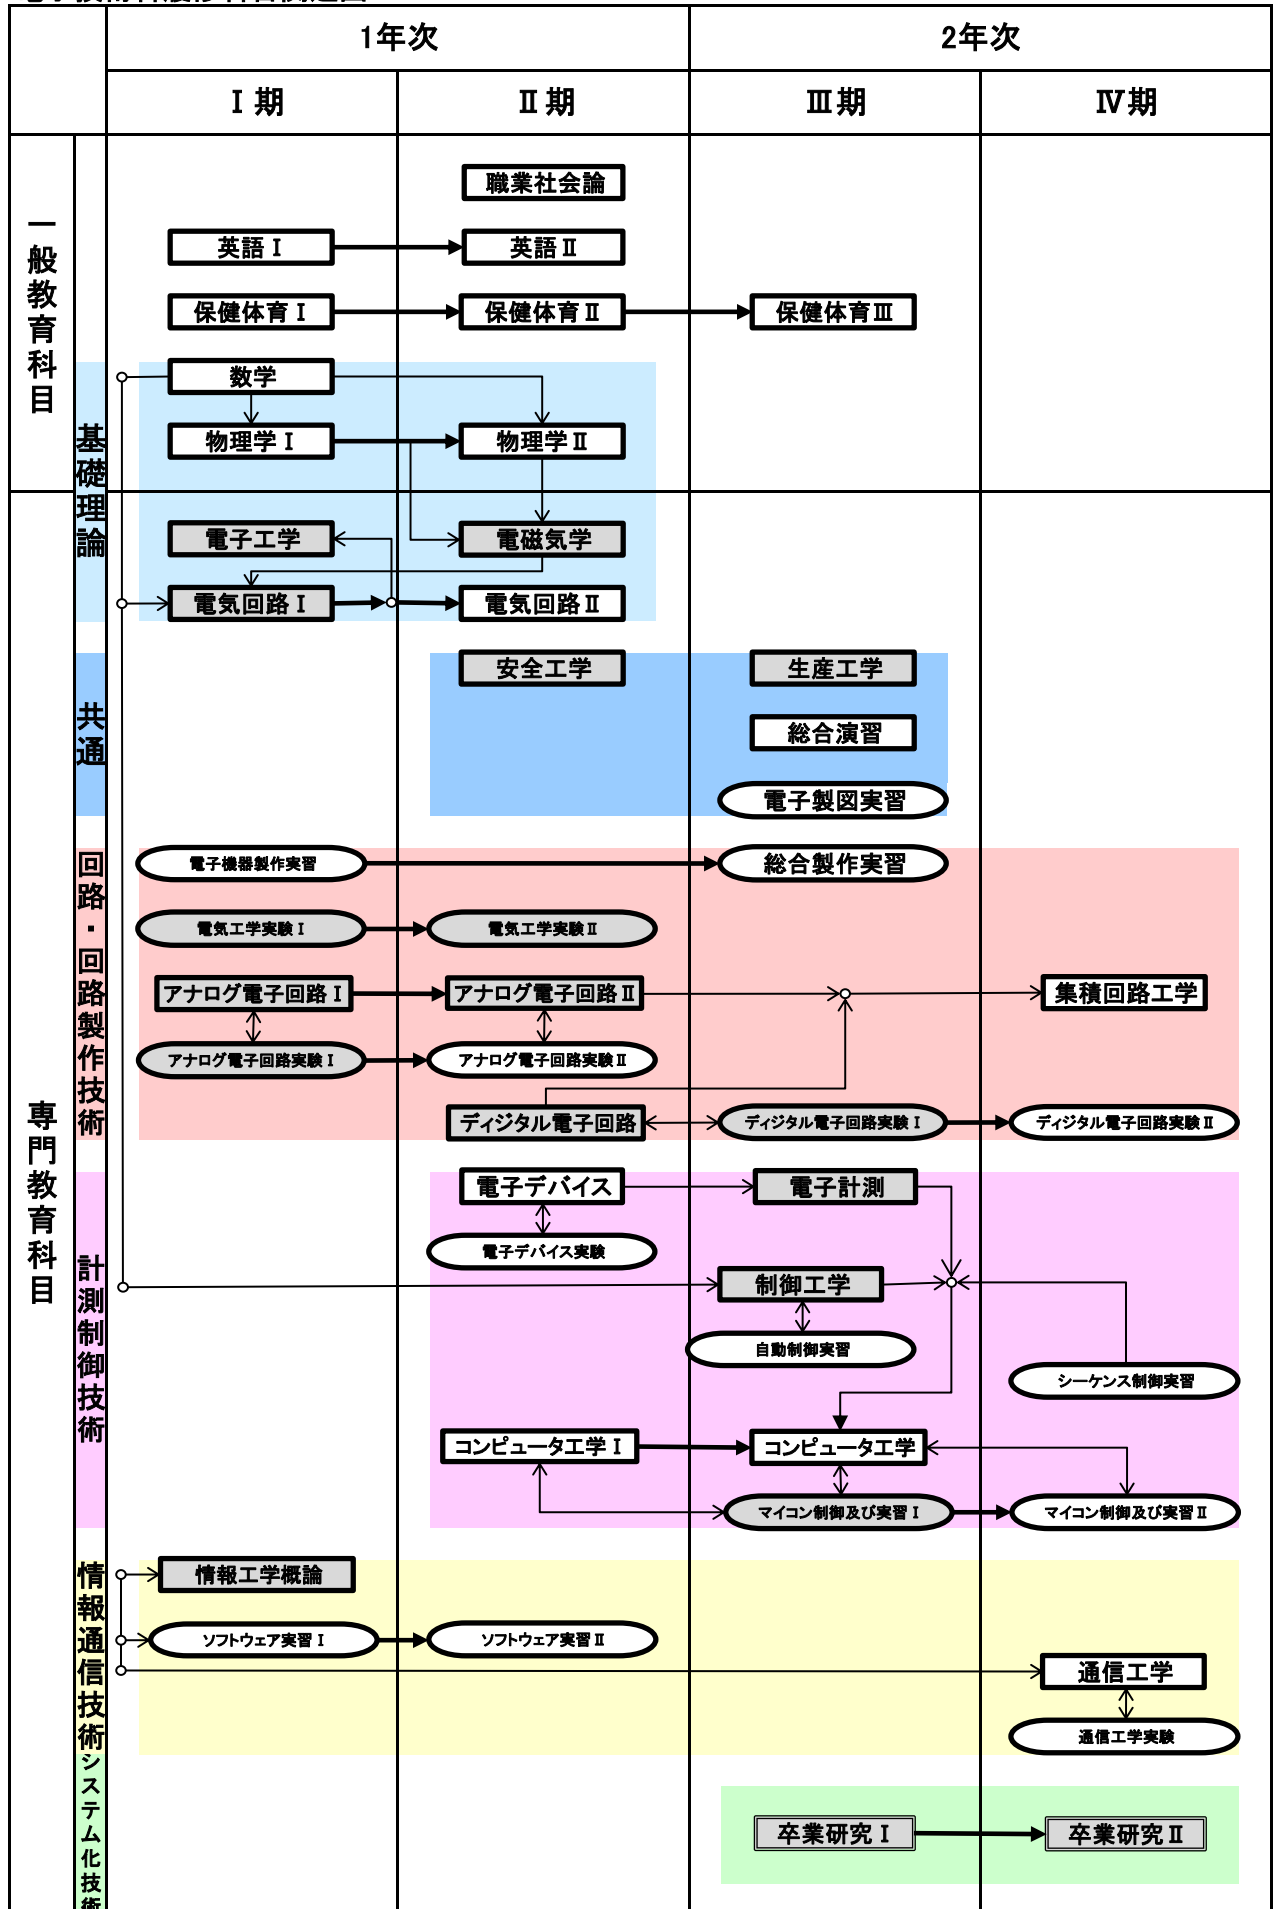 1年次
2年次
Ⅰ期
Ⅱ期
Ⅲ期
Ⅳ期
一般教育科目
職業社会論
英語Ⅰ
英語Ⅱ
保健体育Ⅰ
保健体育Ⅱ
保健体育Ⅲ
基礎理論
数学
物理学Ⅰ
物理学Ⅱ
専門教育科目
電子工学
電磁気学
電気回路Ⅰ
電気回路Ⅱ
共通
安全工学
生産工学
総合演習
電子製図実習
回路・回路製作技術
電子機器製作実習
総合製作実習
電気工学実験Ⅰ
電気工学実験Ⅱ
アナログ電子回路Ⅰ
アナログ電子回路Ⅱ
集積回路工学
アナログ電子回路実験Ⅰ
アナログ電子回路実験Ⅱ
ディジタル電子回路
ディジタル電子回路実験Ⅰ
ディジタル電子回路実験Ⅱ
計測制御技術
電子デバイス
電子計測
電子デバイス実験
制御工学
自動制御実習
シーケンス制御実習
コンピュータ工学Ⅰ
コンピュータ工学
マイコン制御及び実習Ⅰ
マイコン制御及び実習Ⅱ
情報通信技術
情報工学概論
ソフトウェア実習Ⅰ
ソフトウェア実習Ⅱ
通信工学
通信工学実験
システム化技術
卒業研究Ⅰ
卒業研究Ⅱ